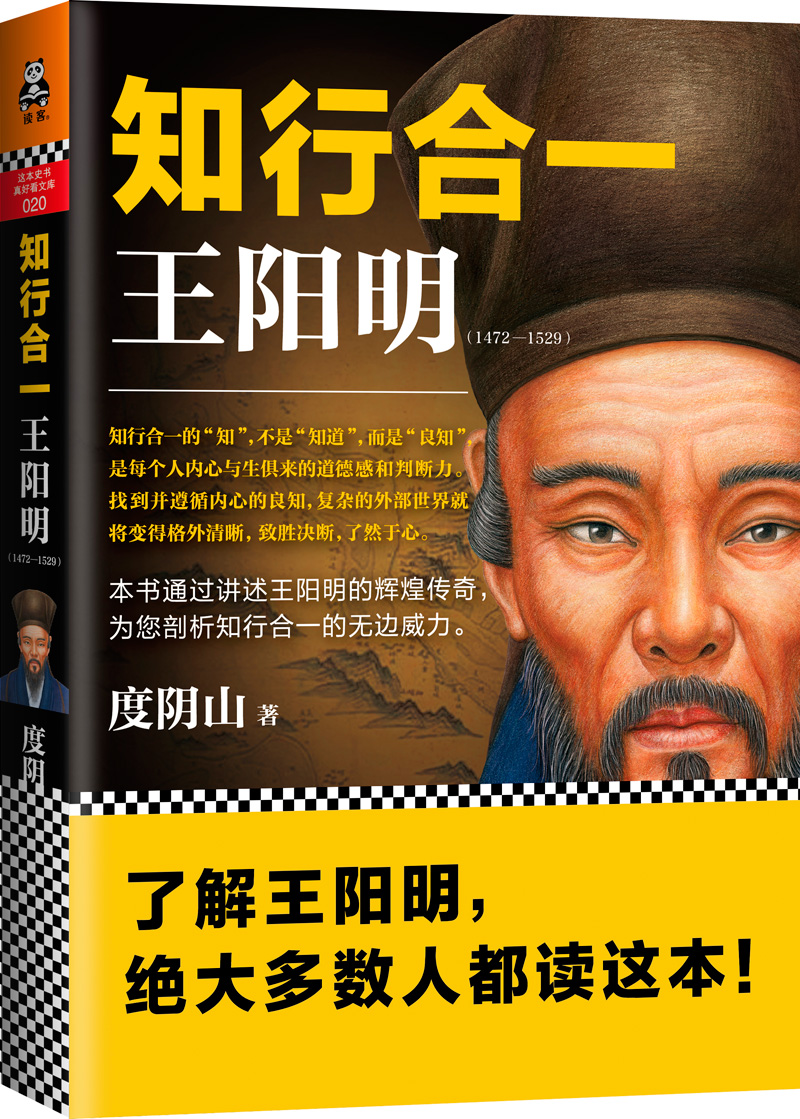 读客®
这本史书
真好看文库
020
知行合一
王阳明
(1472—1529)
度阴
知行合一
王阳明
(1472—1529)
知行合一的“知”,不是“知道”,而是“良知”,
是每个人内心与生俱来的道德感和判断力。
找到并遵循内心的良知,复杂的外部世界就
将变得格外清晰,致胜决断,了然于心。
本书通过讲述王阳明的辉煌传奇,
为您剖析知行合一的无边威力。
度阴山 著
了解王阳明,
绝大多数人都读这本!